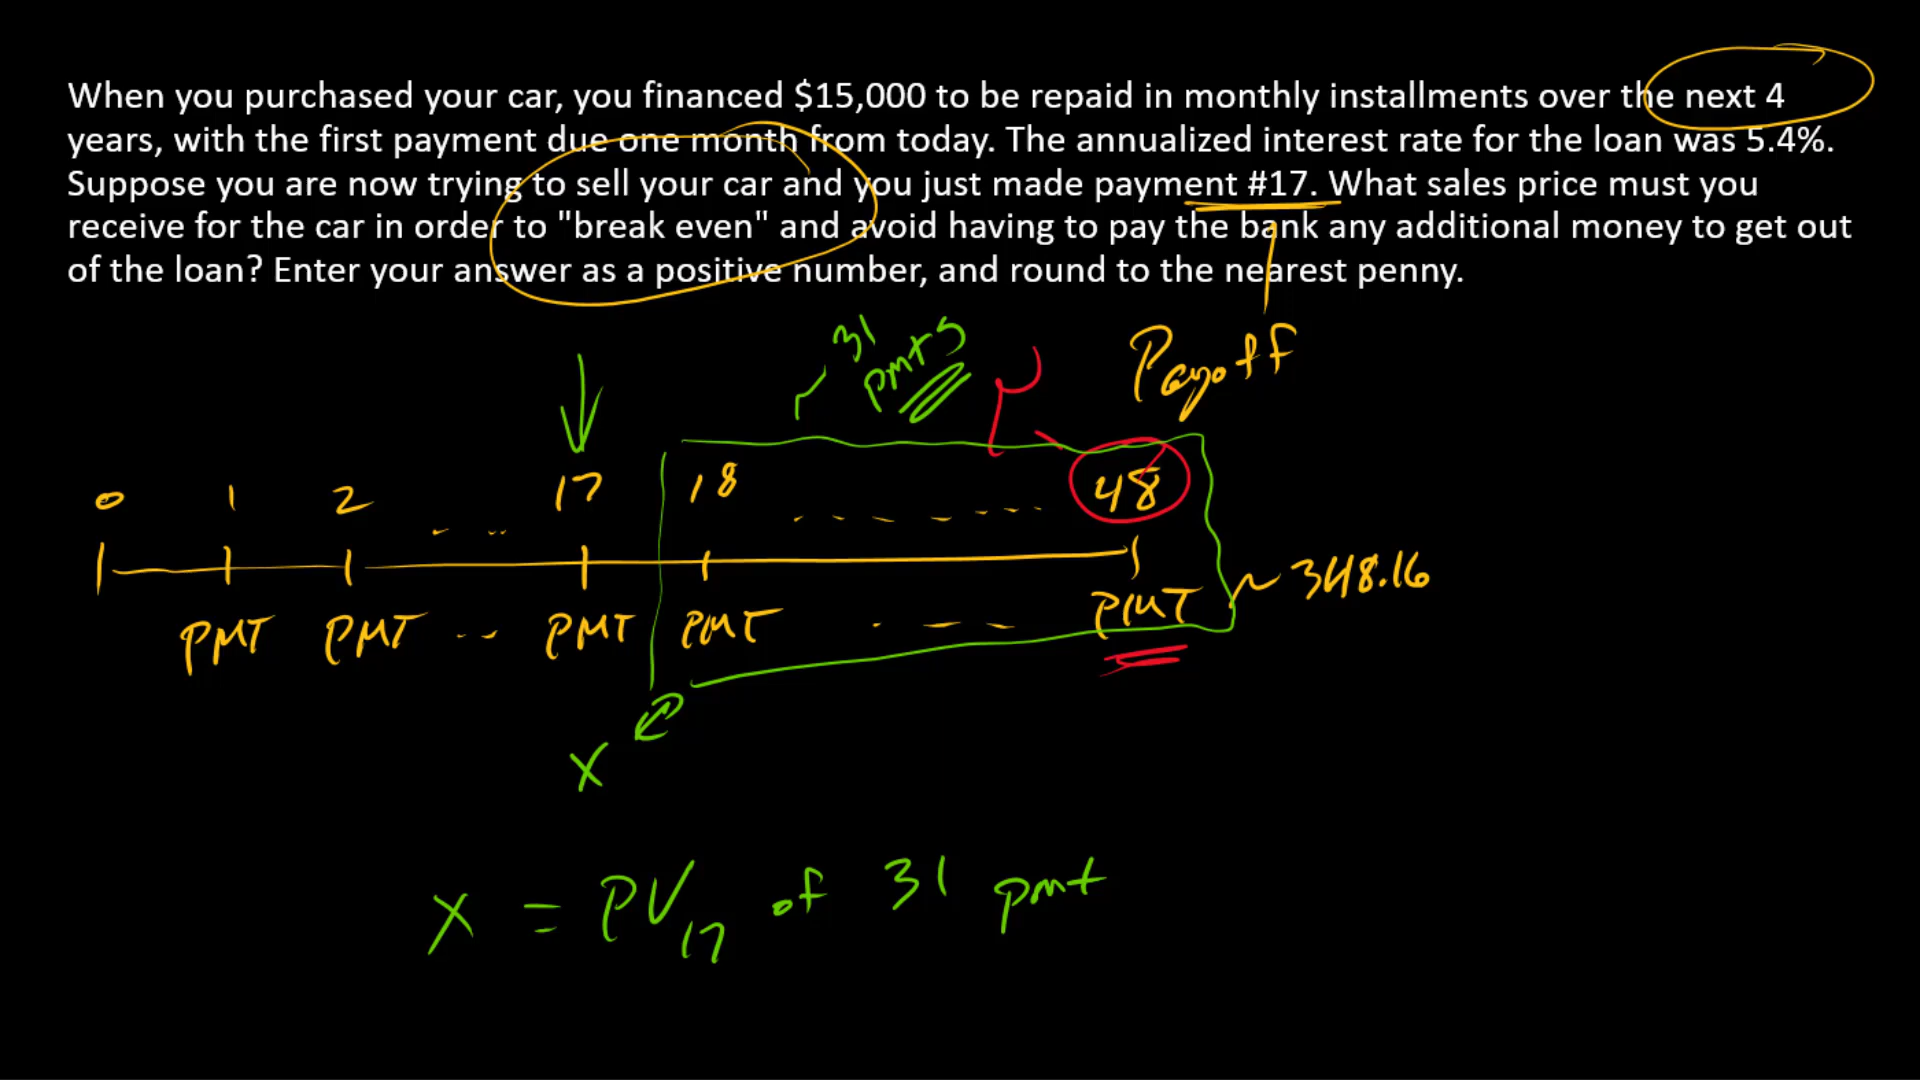 When you purchased your car, you financed $15,000 to be repaid in monthly installments over the next 4
years, with the first payment due one month from today. The annualized interest rate for the loan was 5.4%.
Suppose you are now trying to sell your car and you just made payment #17. What sales price must you
receive for the car in order to "break even" and avoid having to pay the bank any additional money to get out
of the loan? Enter your answer as a positive number, and round to the nearest penny.
31
pmts
Payoff
0 1 2 .... 17 18 ........ 48
PMT PMT .. PMT PMT .... PMT ~ 348.16
X
X = PV17 of 31 pmt